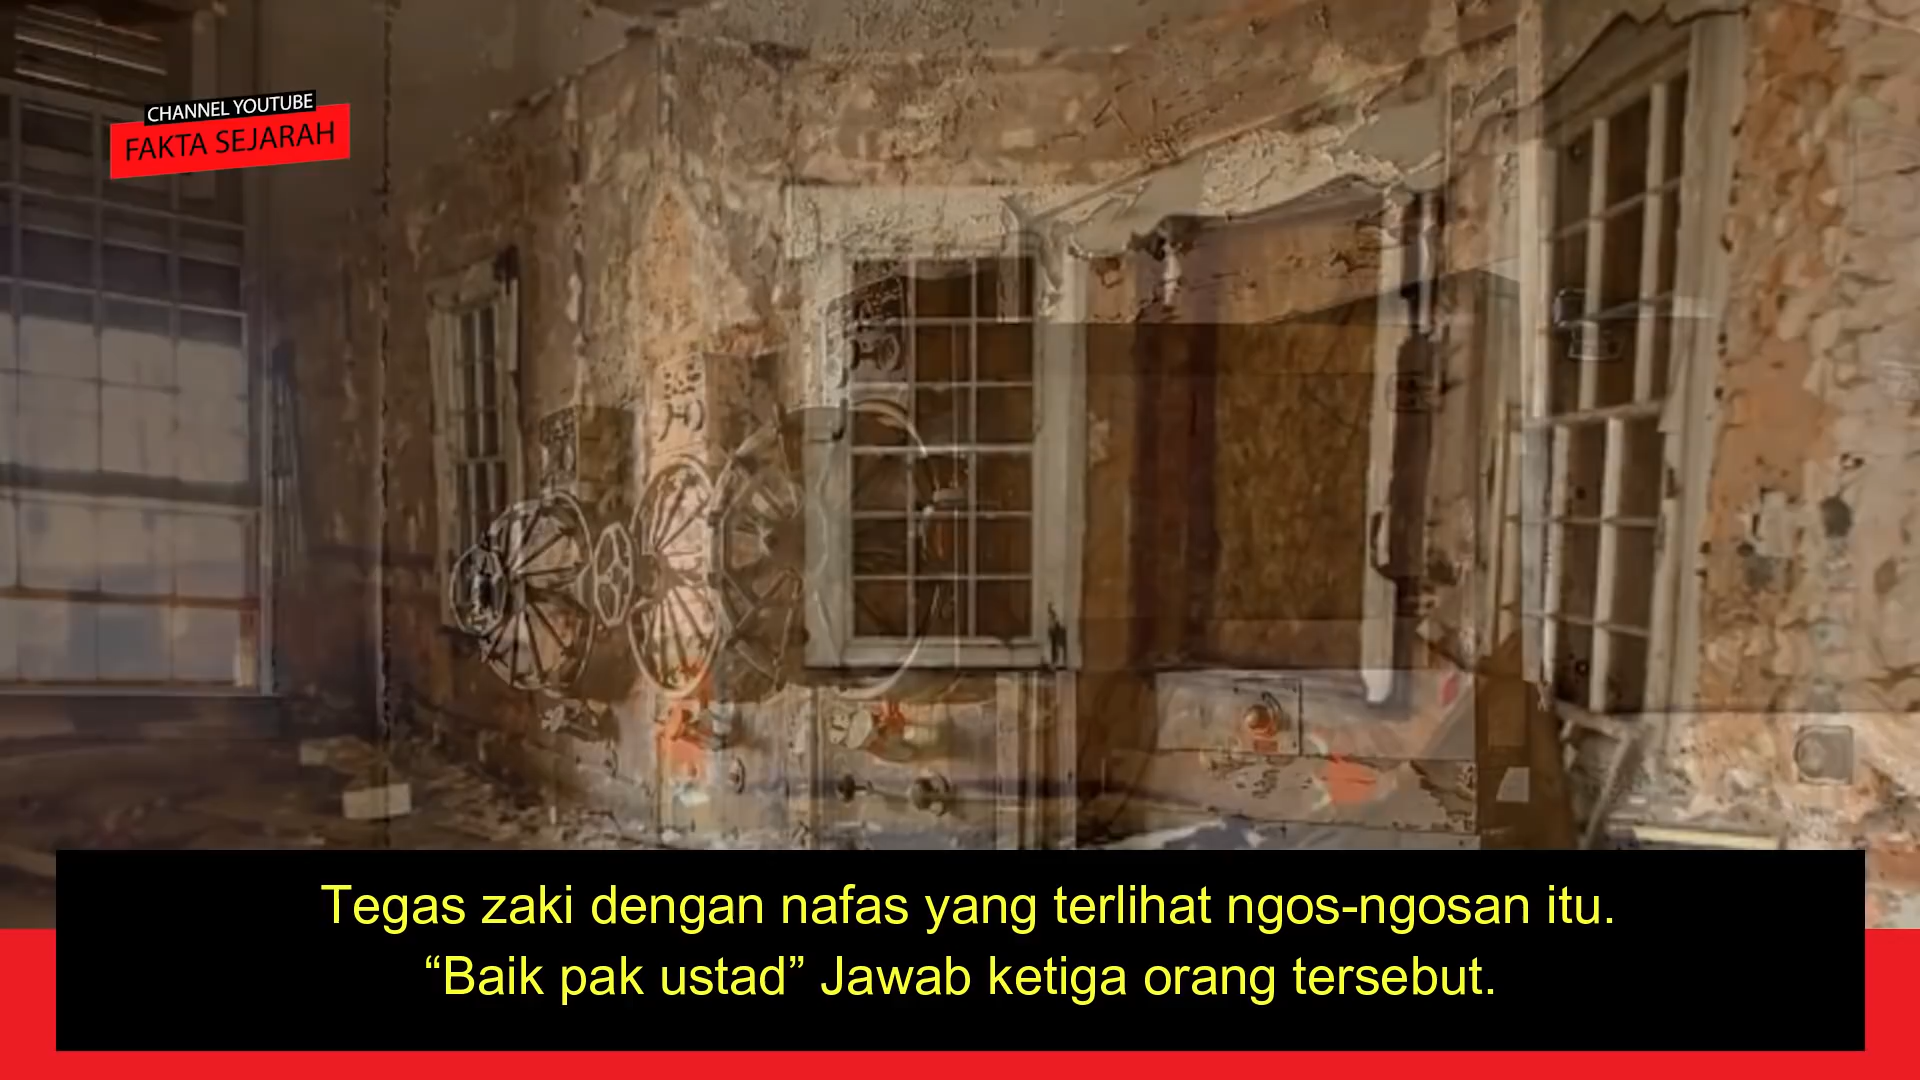 CHANNEL YOUTUBE
FAKTA SEJARAH
Tegas zaki dengan nafas yang terlihat ngos-ngosan itu.
“Baik pak ustad” Jawab ketiga orang tersebut.